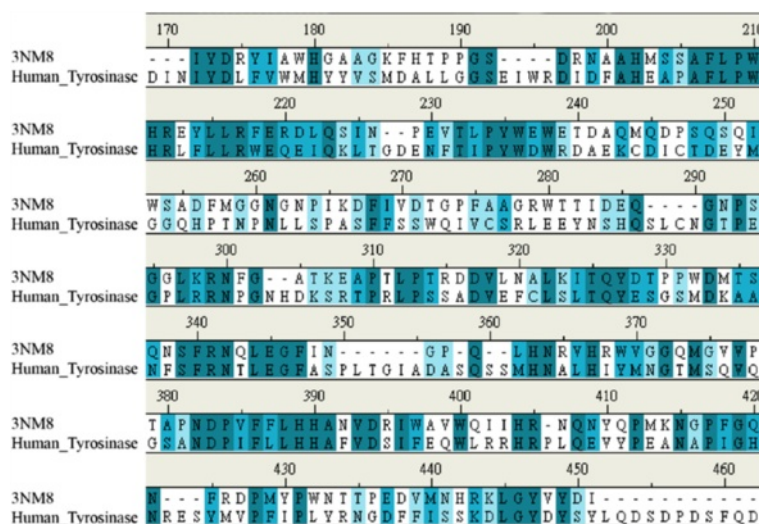 170 180 190 200 210
3NM8 - - - I Y D R Y I A W H G A A G K F H T P P G S - - - - D R N A A H M S S A F L P W
Human_Tyrosinase D I N I Y D L F V W M H Y Y V S M D A L L G G S E I W R D I D F A H E A P A F L P W
220 230 240 250
3NM8 H R E Y L L R F E R D L Q S I N - - P E V T L P Y W E W E T D A Q M Q D P S Q S Q I
Human_Tyrosinase H R L F L L R W E Q E I Q K L T G D E N F T I P Y W D W R D A E K C D I C T D E Y M
260 270 280 290
3NM8 W S A D F M G G N G N P I K D F I V D T G P F A A G R W T T I D E Q - - - - G N P S
Human_Tyrosinase G G Q H P T N P N L L S P A S F F S S W Q I V C S R L E E Y N S H Q S L C N G T P E
300 310 320 330
3NM8 G G L K R N F G - - A T K E A P T L P T R D D V L N A L K I T Q Y D T P P W D M T S
Human_Tyrosinase G P L R R N P G N H D K S R T P R L P S S A D V E F C L S L T Q Y E S G S M D K A A
340 350 360 370
3NM8 Q N S F R N Q L E G F I N - - - - - - G P - Q - - L H N R V H R W V G G Q M G V V P
Human_Tyrosinase N F S F R N T L E G F A S P L T G I A D A S Q S S M H N A L H I Y M N G T M S Q V Q
380 390 400 410 420
3NM8 T A P N D P V F F L H H A N V D R I W A V W Q I I H R - N Q N Y Q P M K N G P F G Q
Human_Tyrosinase G S A N D P I F L L H H A F V D S I F E Q W L R R H R P L Q E V Y P E A N A P I G H
430 440 450 460
3NM8 N - - - F R D P M Y P W N T T P E D V M N H R K L G Y V Y D I - - - - - - - - - - -
Human_Tyrosinase N R E S Y M V P F I P L Y R N G D F F I S S K D L G Y D Y S Y L Q D S D P D S F Q D